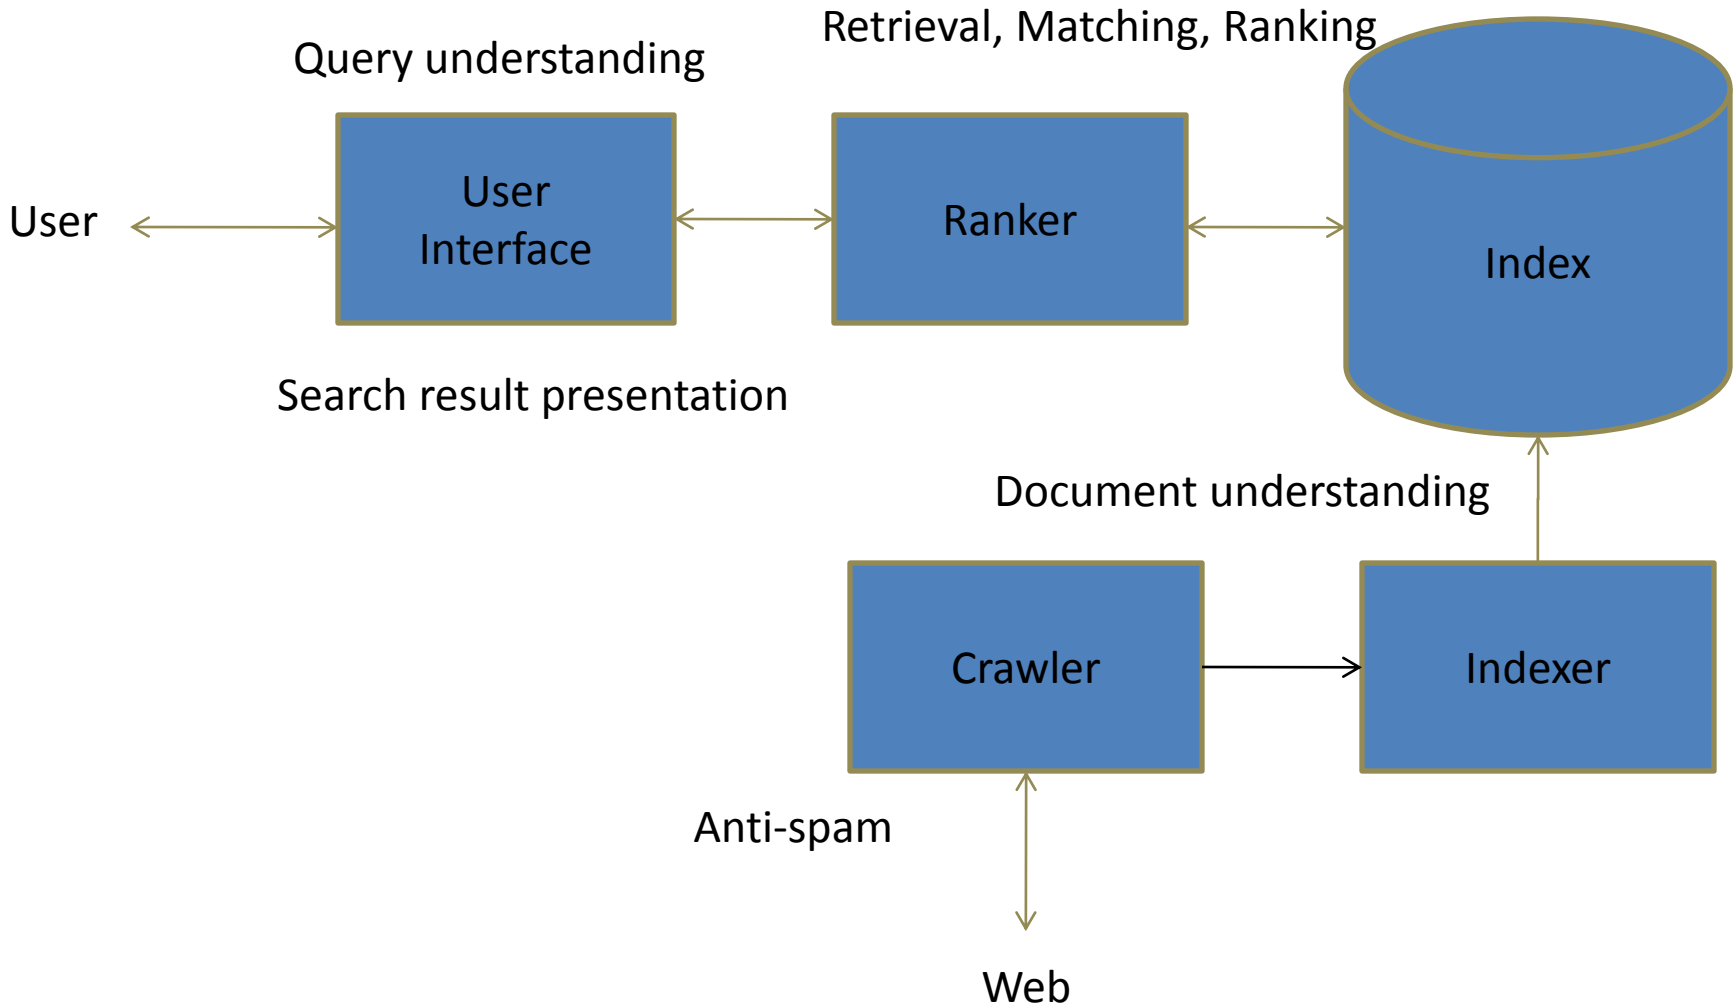 Retrieval, Matching, Ranking
Query understanding
User
User
Interface
Ranker
Index
Search result presentation
Document understanding
Crawler
Indexer
Anti-spam
Web